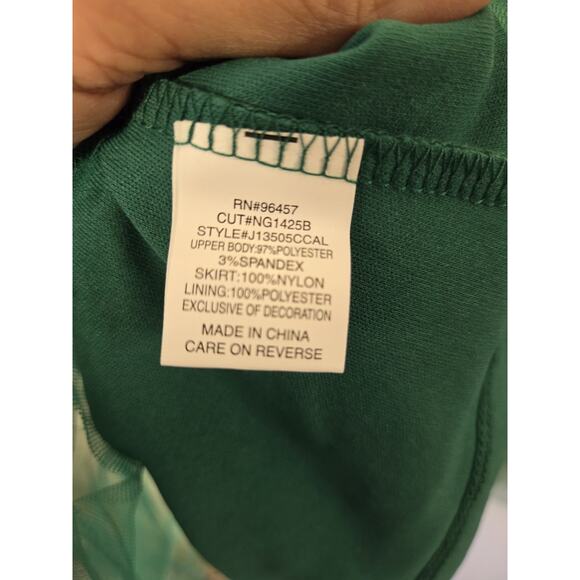 RN#96457
CUT#NG1425B
STYLE#J13505CCAL
UPPER BODY:97%POLYESTER
3%SPANDEX
SKIRT:100%NYLON
LINING:100%POLYESTER
EXCLUSIVE OF DECORATION
MADE IN CHINA
CARE ON REVERSE